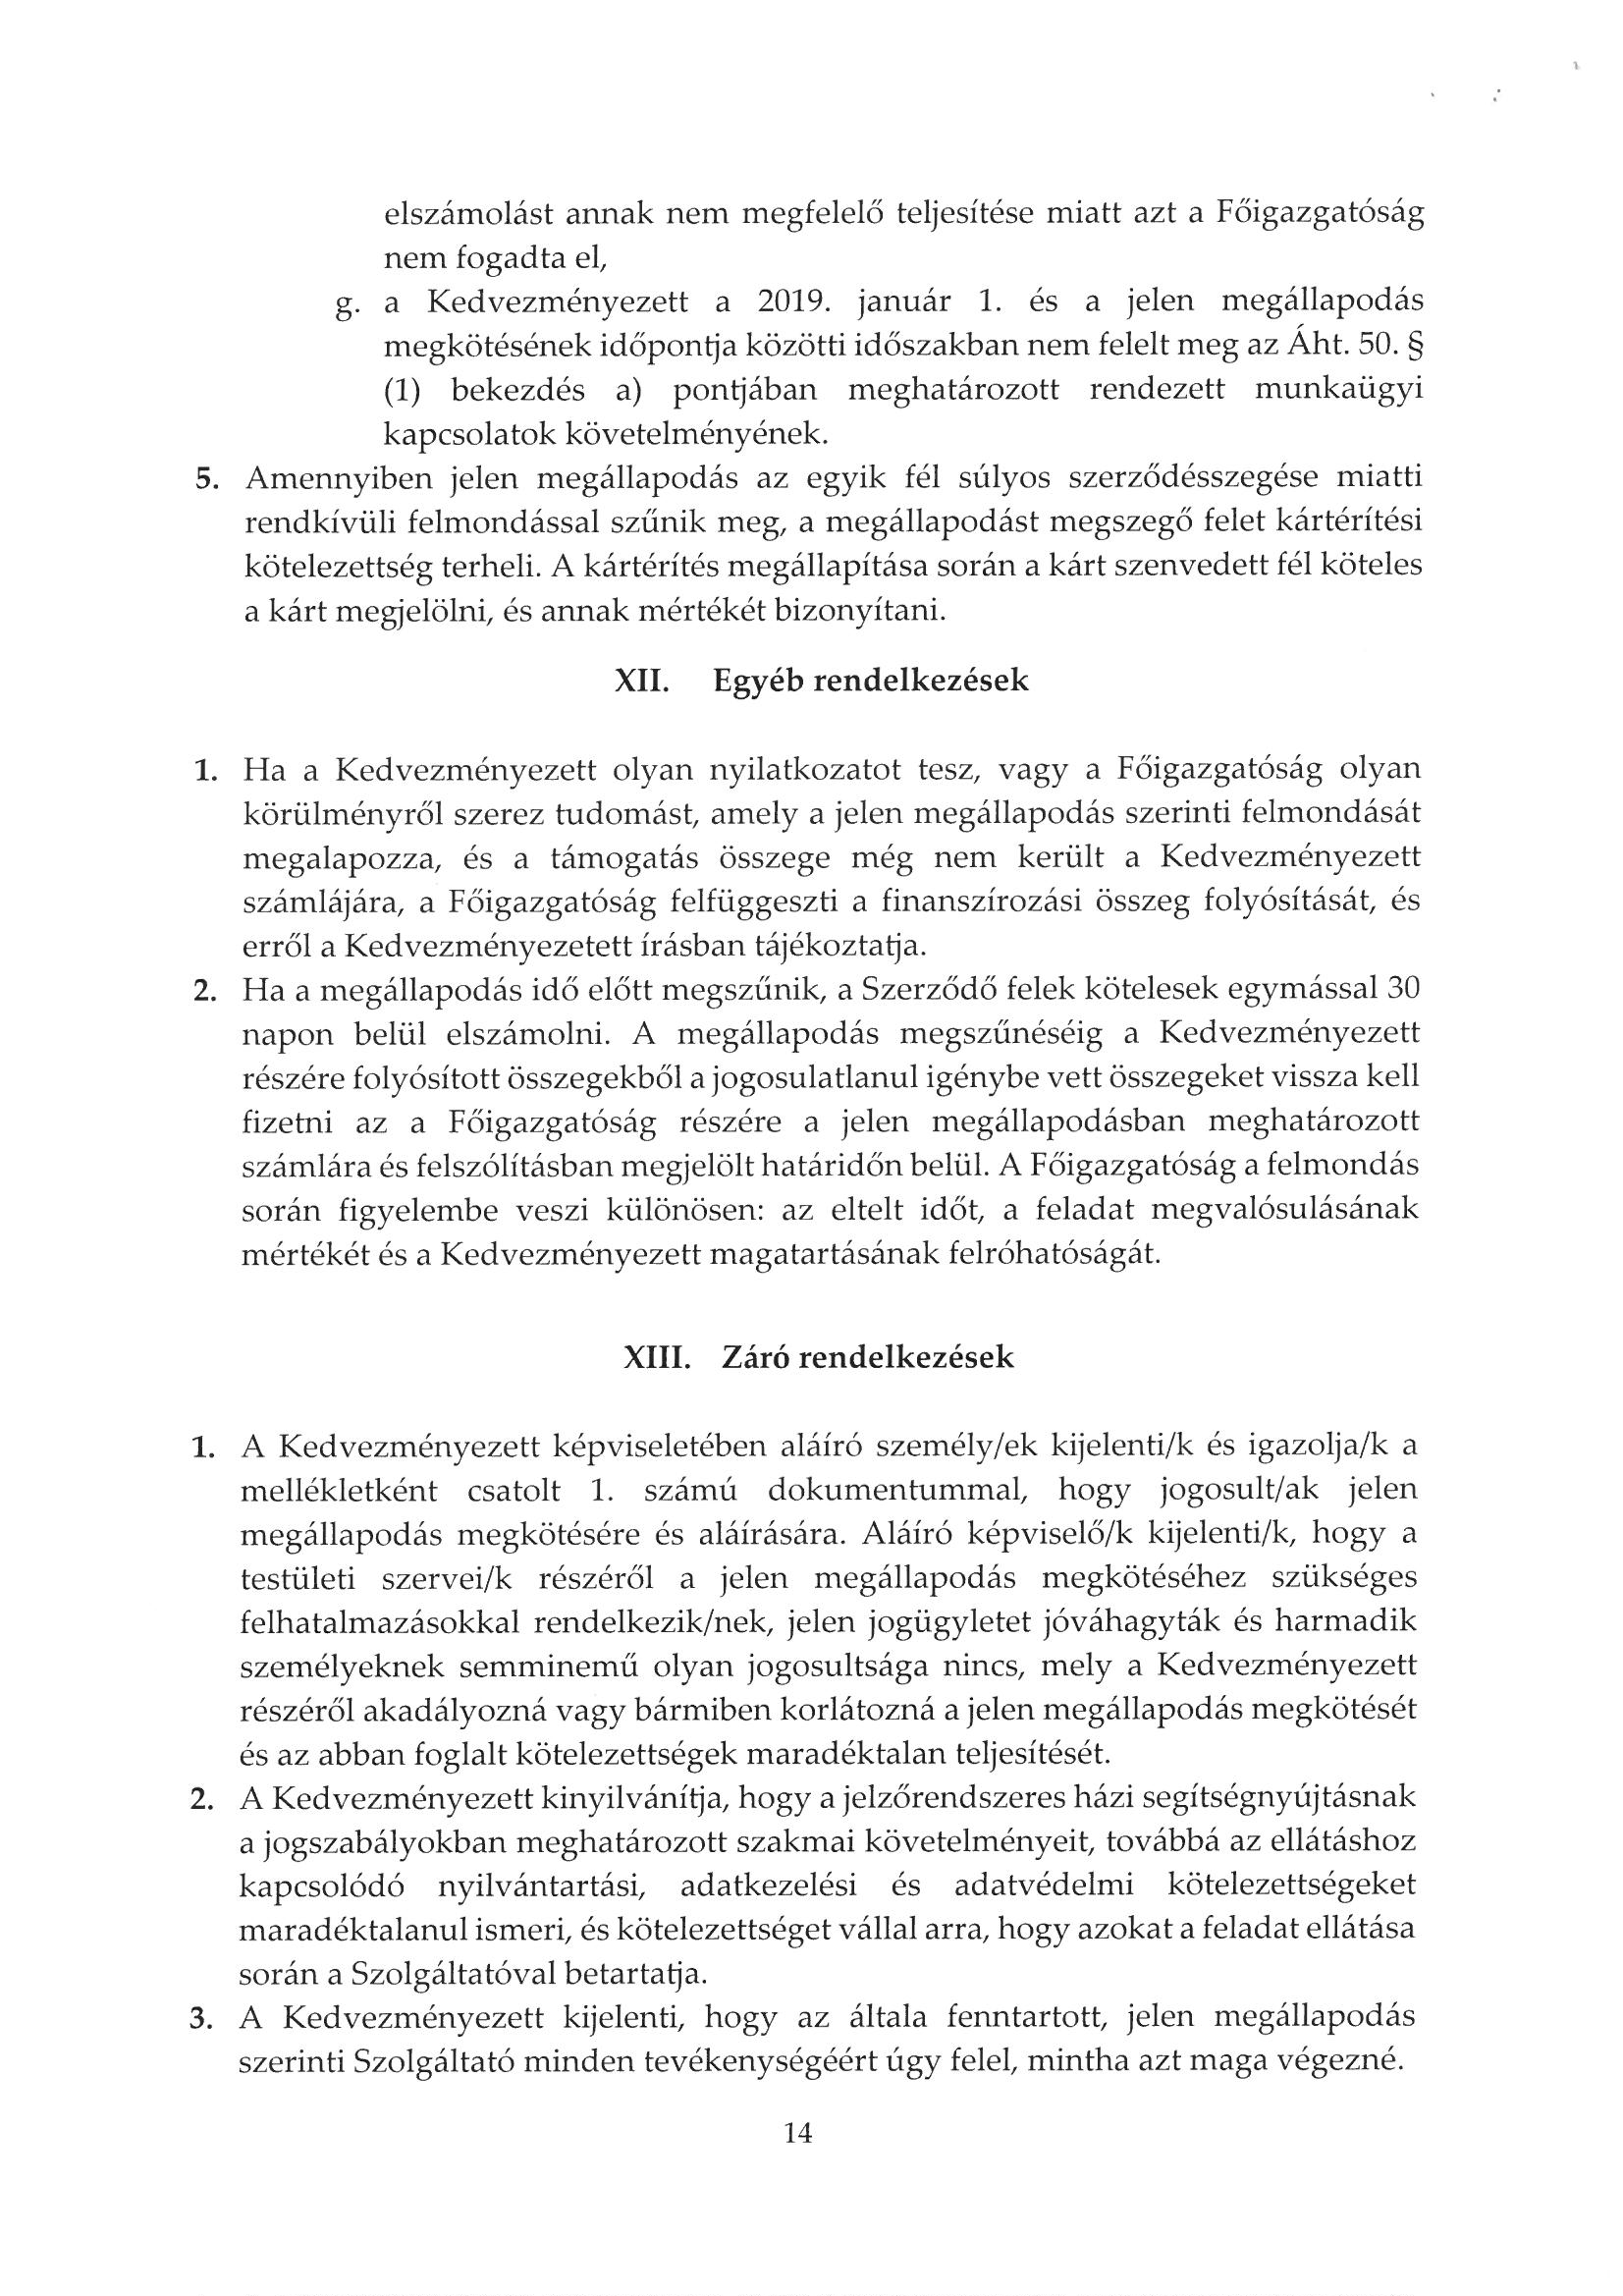 elszámolást annak nem megfelelő teljesítése miatt azt a Főigazgatóság
nem fogadta el,
g. a Kedvezményezett a 2019. január 1. és a jelen megállapodás
megkötésének időpontja közötti időszakban nem felelt meg az Áht. 50. §
(1) bekezdés a) pontjában meghatározott rendezett munkaügyi
kapcsolatok követelményének.
5. Amennyiben jelen megállapodás az egyik fél súlyos szerződésszegése miatti
rendkívüli felmondással szűnik meg, a megállapodást megszegő felet kártérítési
kötelezettség terheli. A kártérítés megállapítása során a kárt szenvedett fél köteles
a kárt megjelölni, és annak mértékét bizonyítani.
XII. Egyéb rendelkezések
1. Ha a Kedvezményezett olyan nyilatkozatot tesz, vagy a Főigazgatóság olyan
körülményről szerez tudomást, amely a jelen megállapodás szerinti felmondását
megalapozza, és a támogatás összege még nem került a Kedvezményezett
számlájára, a Főigazgatóság felfüggeszti a finanszírozási összeg folyósítását, és
erről a Kedvezményezetett írásban tájékoztatja.
2. Ha a megállapodás idő előtt megszűnik, a Szerződő felek kötelesek egymással 30
napon belül elszámolni. A megállapodás megszűnéséig a Kedvezményezett
részére folyósított összegekből a jogosulatlanul igénybe vett összegeket vissza kell
fizetni az a Főigazgatóság részére a jelen megállapodásban meghatározott
számlára és felszólításban megjelölt határidőn belül. A Főigazgatóság a felmondás
során figyelembe veszi különösen: az eltelt időt, a feladat megvalósulásának
mértékét és a Kedvezményezett magatartásának felróhatóságát.
XIII. Záró rendelkezések
1. A Kedvezményezett képviseletében aláíró személy/ek kijelenti/k és igazolja/k a
mellékletként csatolt 1. számú dokumentummal, hogy jogosult/ak jelen
megállapodás megkötésére és aláírására. Aláíró képviselő/k kijelenti/k, hogy a
testületi szervei/k részéről a jelen megállapodás megkötéséhez szükséges
felhatalmazásokkal rendelkezik/nek, jelen jogügyletet jóváhagyták és harmadik
személyeknek semminemű olyan jogosultsága nincs, mely a Kedvezményezett
részéről akadályozná vagy bármiben korlátozná a jelen megállapodás megkötését
és az abban foglalt kötelezettségek maradéktalan teljesítését.
2. A Kedvezményezett kinyilvánítja, hogy a jelzőrendszeres házi segítségnyújtásnak
a jogszabályokban meghatározott szakmai követelményeit, továbbá az ellátáshoz
kapcsolódó nyilvántartási, adatkezelési és adatvédelmi kötelezettségeket
maradéktalanul ismeri, és kötelezettséget vállal arra, hogy azokat a feladat ellátása
során a Szolgáltatóval betartatja.
3. A Kedvezményezett kijelenti, hogy az általa fenntartott, jelen megállapodás
szerinti Szolgáltató minden tevékenységéért úgy felel, mintha azt maga végezné.
14